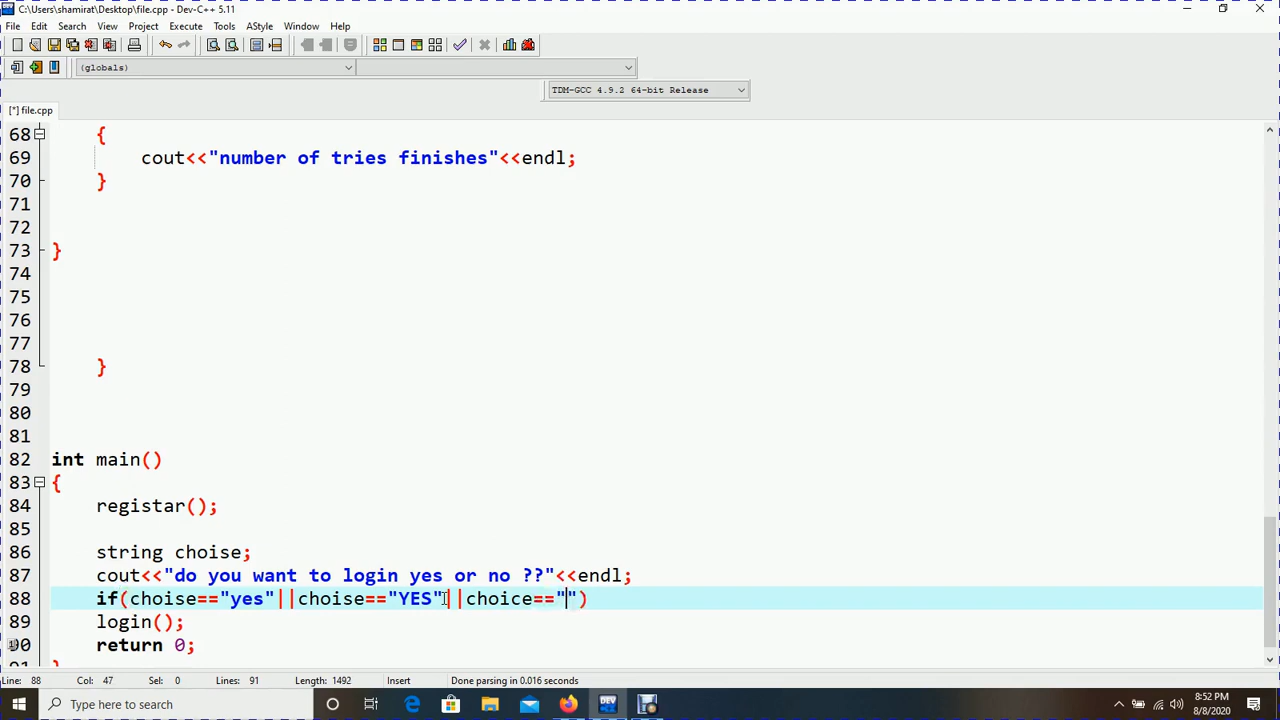 C:\Users\shamirat\Desktop\file.cpp - Dev-C++ 5.11
File Edit Search View Project Execute Tools AStyle Window Help
(globals)
TDM-GCC 4.9.2 64-bit Release
[*] file.cpp
68 {
69 cout<<"number of tries finishes"<<endl;
70 }
71
72
73 }
74
75
76
77
78 }
79
80
81
82 int main()
83 {
84 registar();
85
86 string choise;
87 cout<<"do you want to login yes or no ??"<<endl;
88 if(choise=="yes"||choise=="YES"||choice=="")
89 login();
90 return 0;
91 }
Line: 88 Col: 47 Sel: 0 Lines: 91 Length: 1492 Insert Done parsing in 0.016 seconds
Type here to search
8:52 PM
8/8/2020